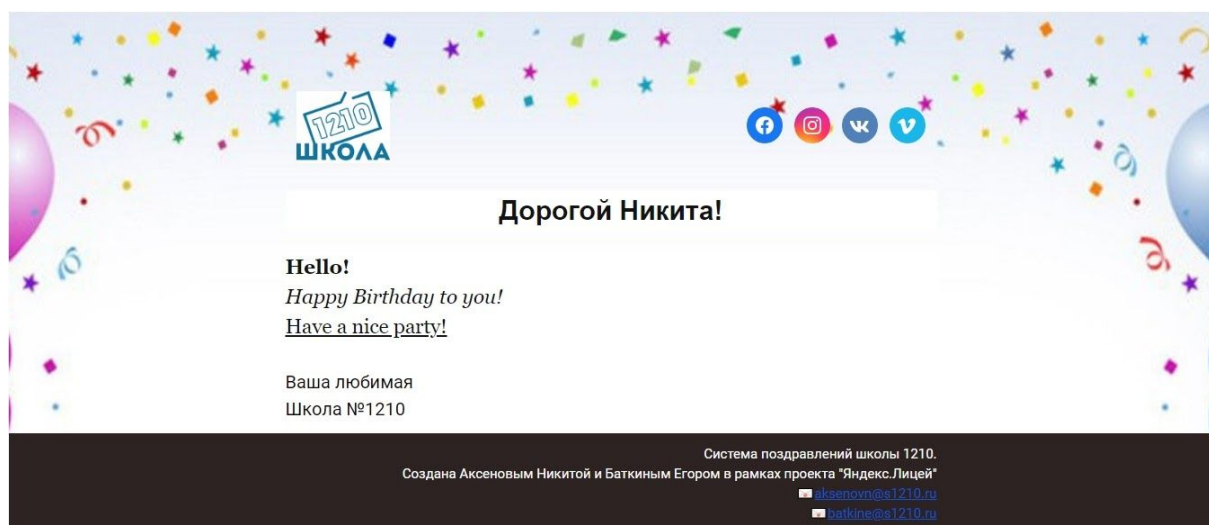 1210
ШКОЛА
Дорогой Никита!
Hello!
Happy Birthday to you!
Have a nice party!
Ваша любимая
Школа №1210
Система поздравлений школы 1210.
Создана Аксеновым Никитой и Баткиным Егором в рамках проекта "Яндекс.Лицей"
aksenovn@s1210.ru
batkine@s1210.ru